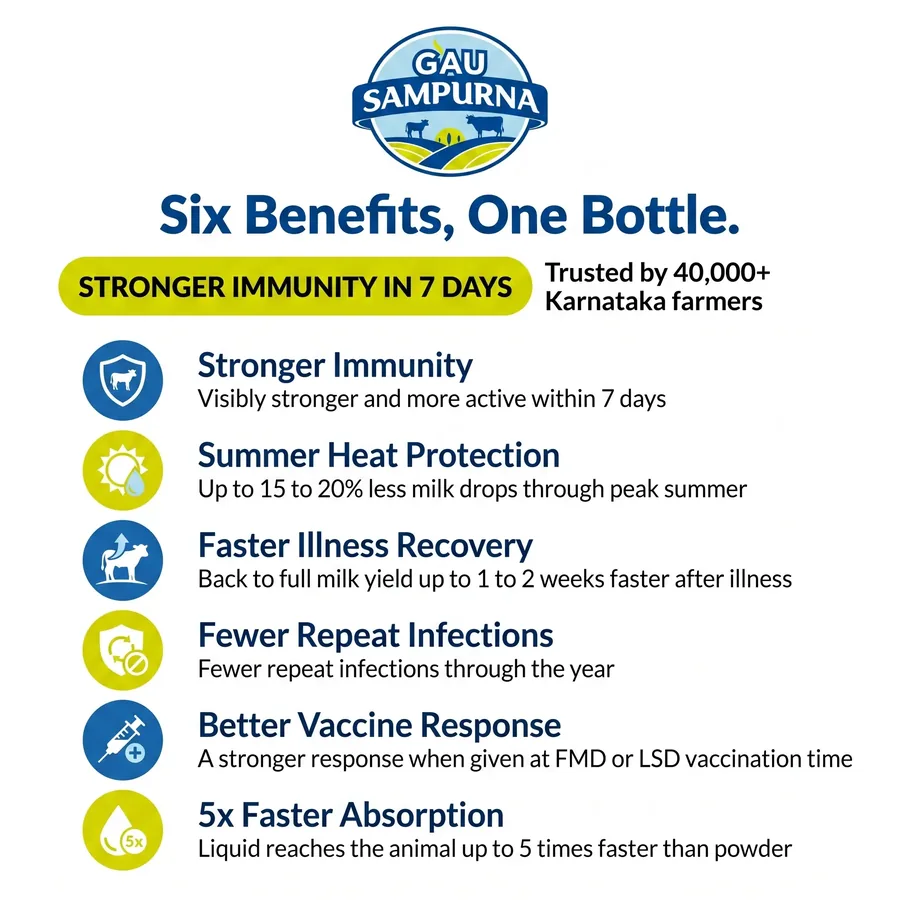 GAU
SAMPURNA
Six Benefits, One Bottle.
STRONGER IMMUNITY IN 7 DAYS
Trusted by 40,000+
Karnataka farmers
Stronger Immunity
Visibly stronger and more active within 7 days
Summer Heat Protection
Up to 15 to 20% less milk drops through peak summer
Faster Illness Recovery
Back to full milk yield up to 1 to 2 weeks faster after illness
Fewer Repeat Infections
Fewer repeat infections through the year
Better Vaccine Response
A stronger response when given at FMD or LSD vaccination time
5x Faster Absorption
5x
Liquid reaches the animal up to 5 times faster than powder